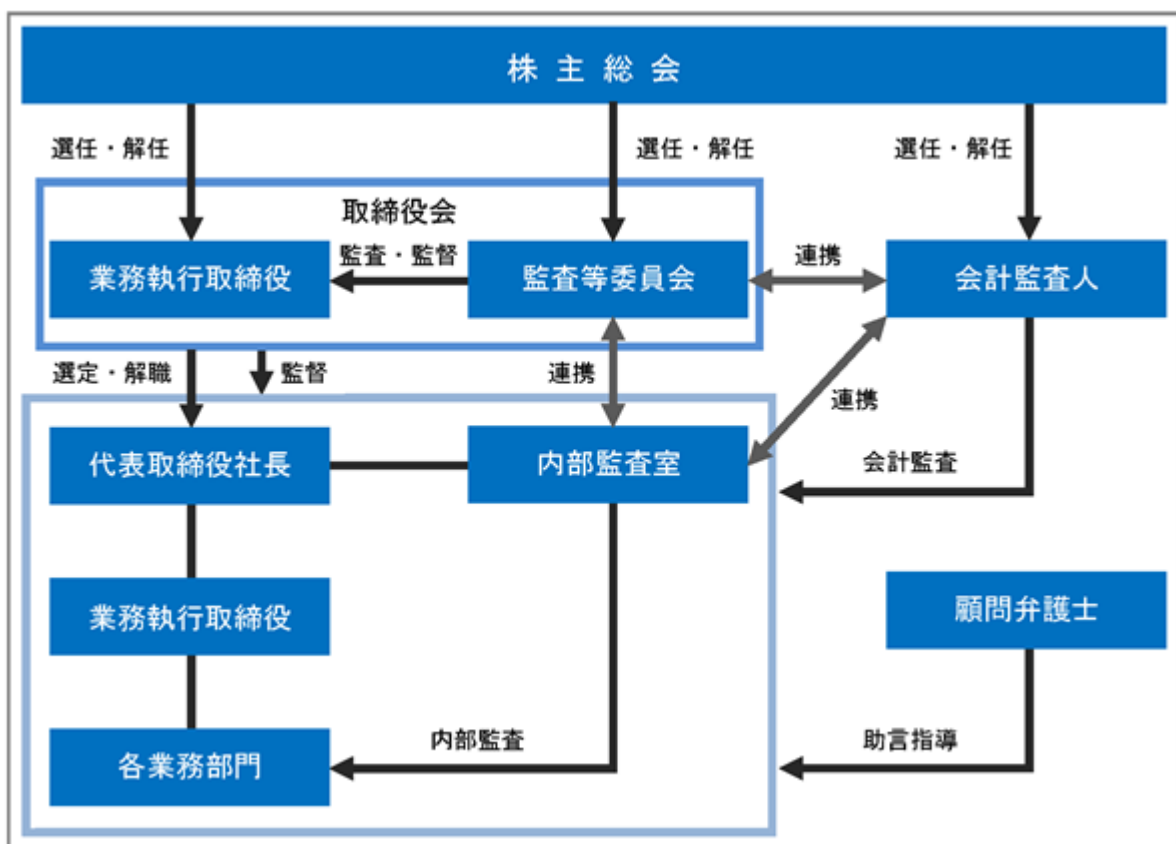 株主総会
選任・解任
選任・解任
選任・解任
取締役会
業務執行取締役
監査・監督
監査等委員会
連携
会計監査人
選定・解職
監督
連携
連携
代表取締役社長
内部監査室
会計監査
業務執行取締役
顧問弁護士
各業務部門
内部監査
助言指導